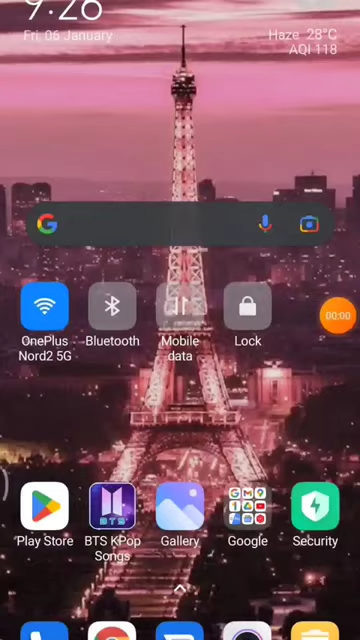 9:26
Fri, 06 January
Haze 28°C
AQI 118
00:00
OnePlus
Nord2 5G
Bluetooth
Mobile
data
Lock
BTS
Play Store
BTS KPop
Songs
Gallery
Google
Security